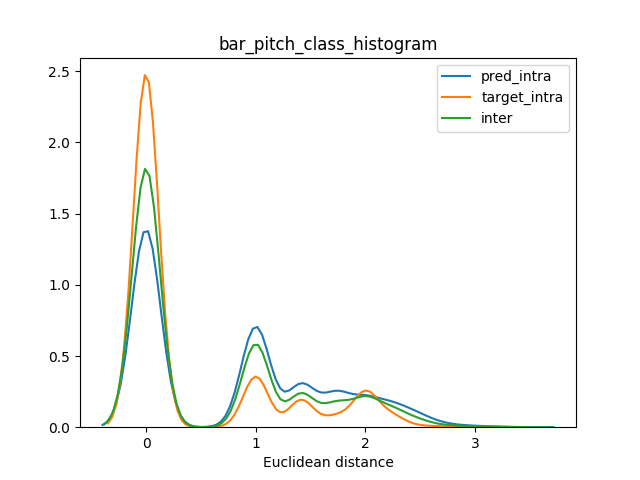 bar_pitch_class_histogram
pred_intra
target_intra
inter
2.5
2.0
1.5
1.0
0.5
0.0
0 1 2 3
Euclidean distance